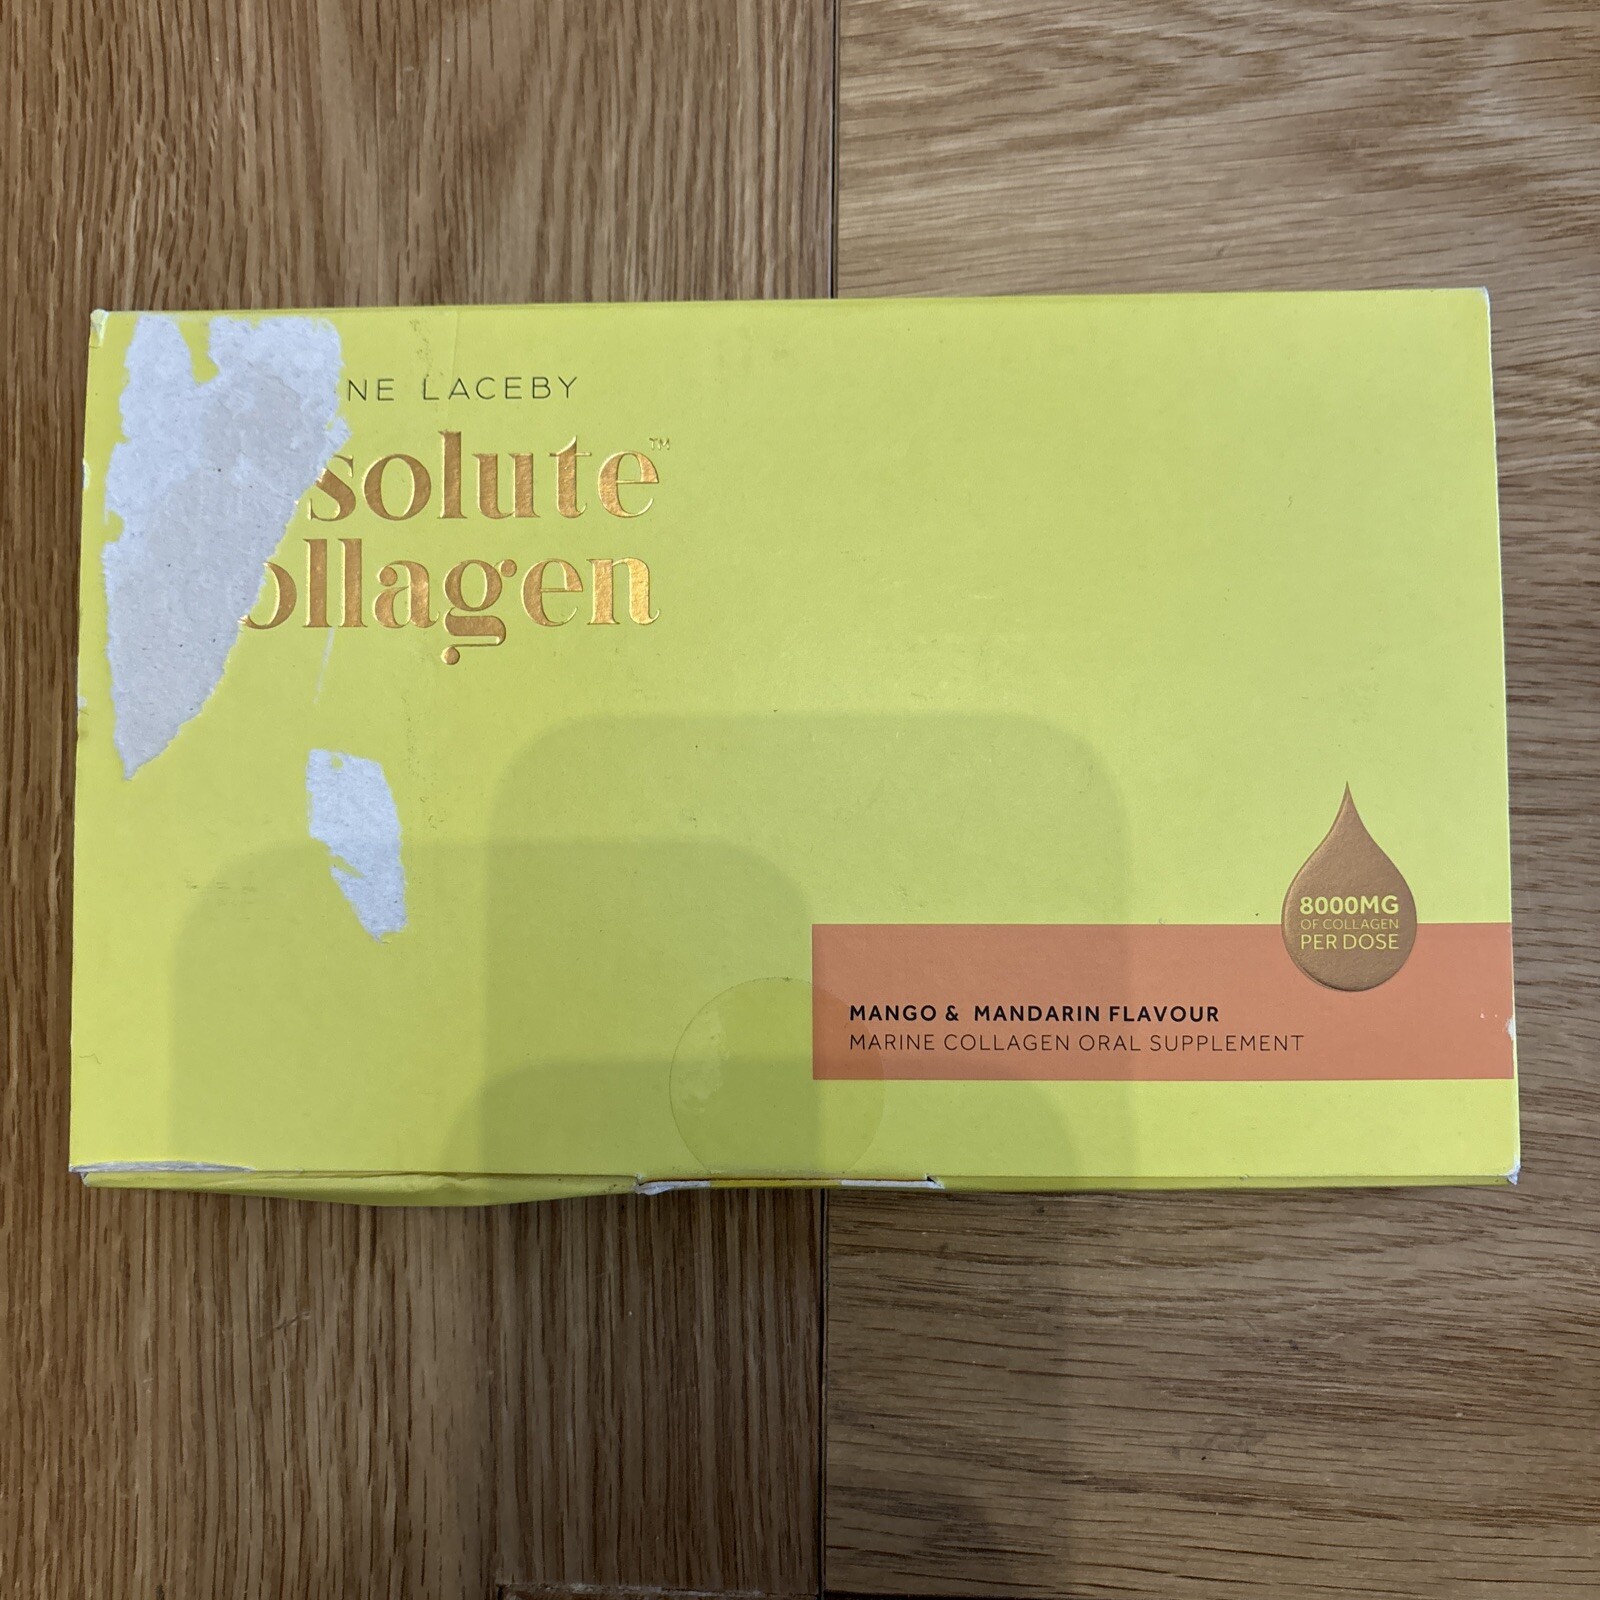 NE LACEBY
solute™
ollagen
8000MG
OF COLLAGEN
PER DOSE
MANGO & MANDARIN FLAVOUR
MARINE COLLAGEN ORAL SUPPLEMENT